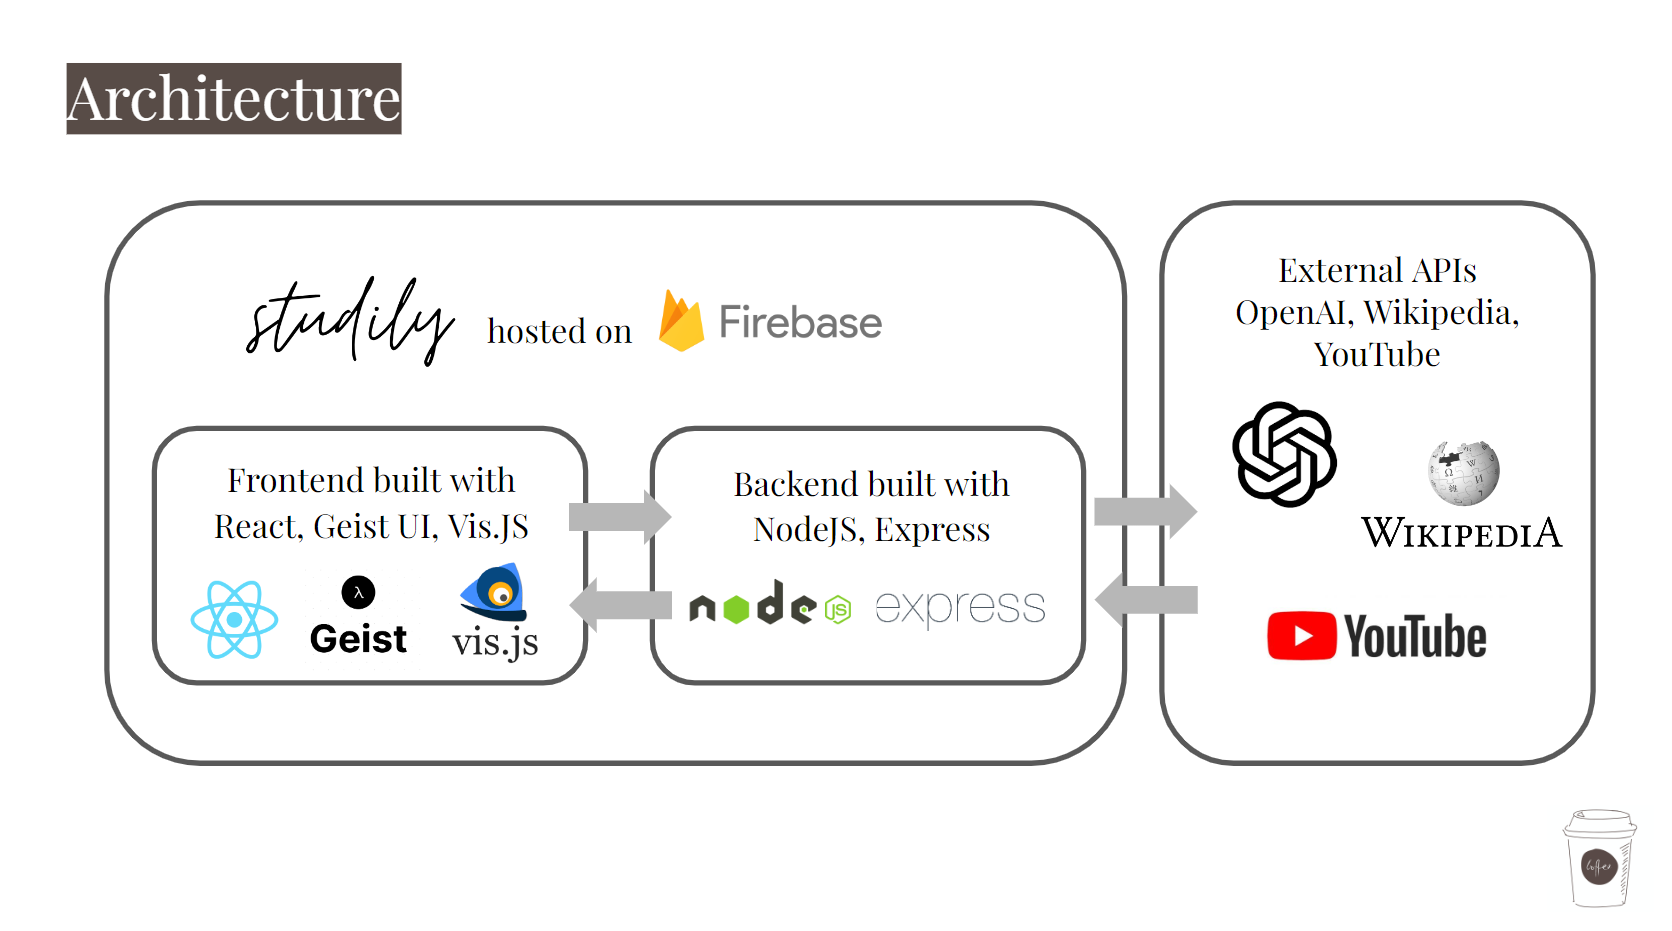 Architecture
studily hosted on Firebase
External APIs
OpenAI, Wikipedia,
YouTube
Frontend built with
React, Geist UI, Vis.JS
λ
Geist
vis.js
Backend built with
NodeJS, Express
node JS express
WIKIPEDIA
YouTube
Coffee